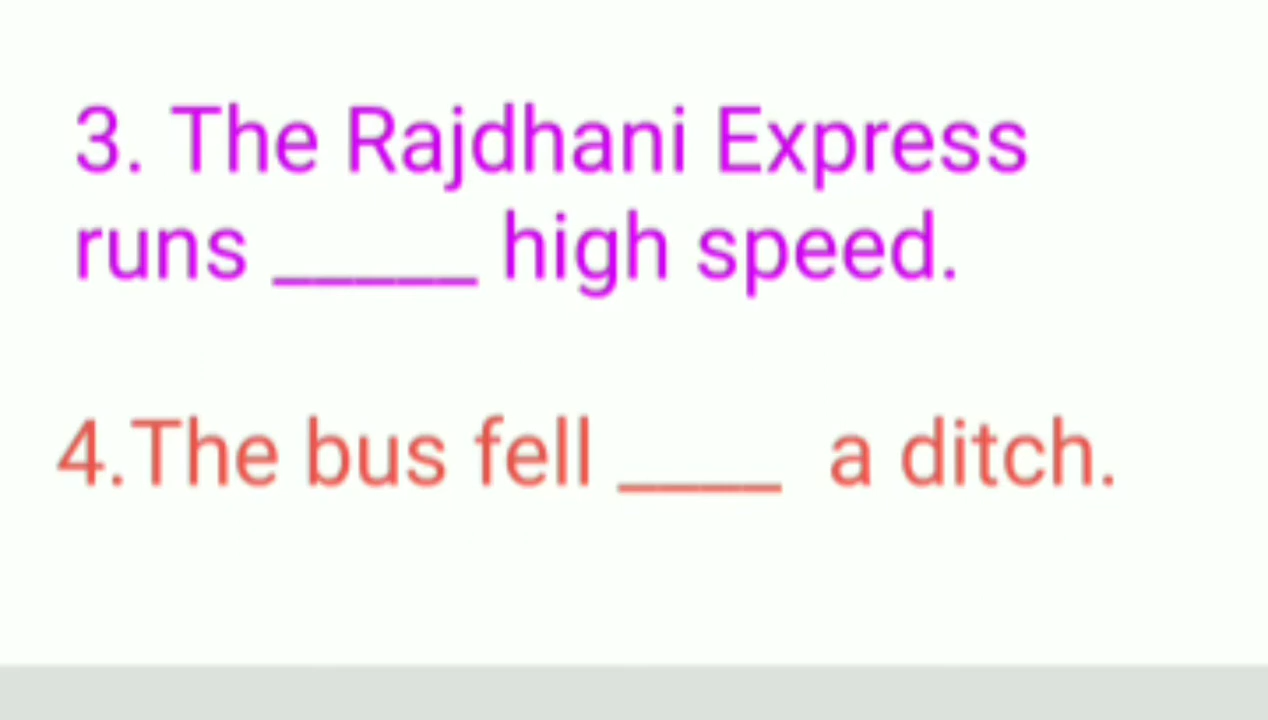 3. The Rajdhani Express
runs _____ high speed.
4.The bus fell ____ a ditch.